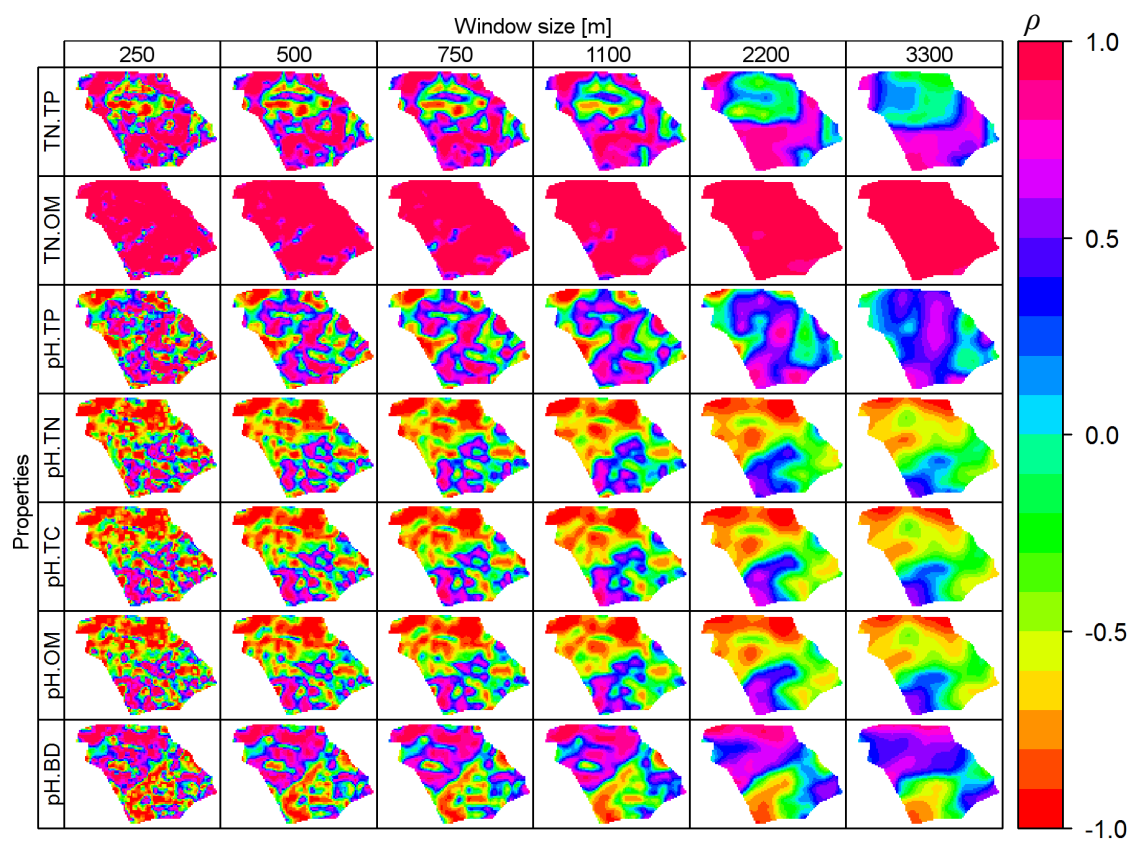 Window size [m]
ρ
250 500 750 1100 2200 3300
1.0
TN.TP
TN.OM
0.5
pH.TP
pH.TN
0.0
Properties
pH.TC
pH.OM
-0.5
pH.BD
-1.0